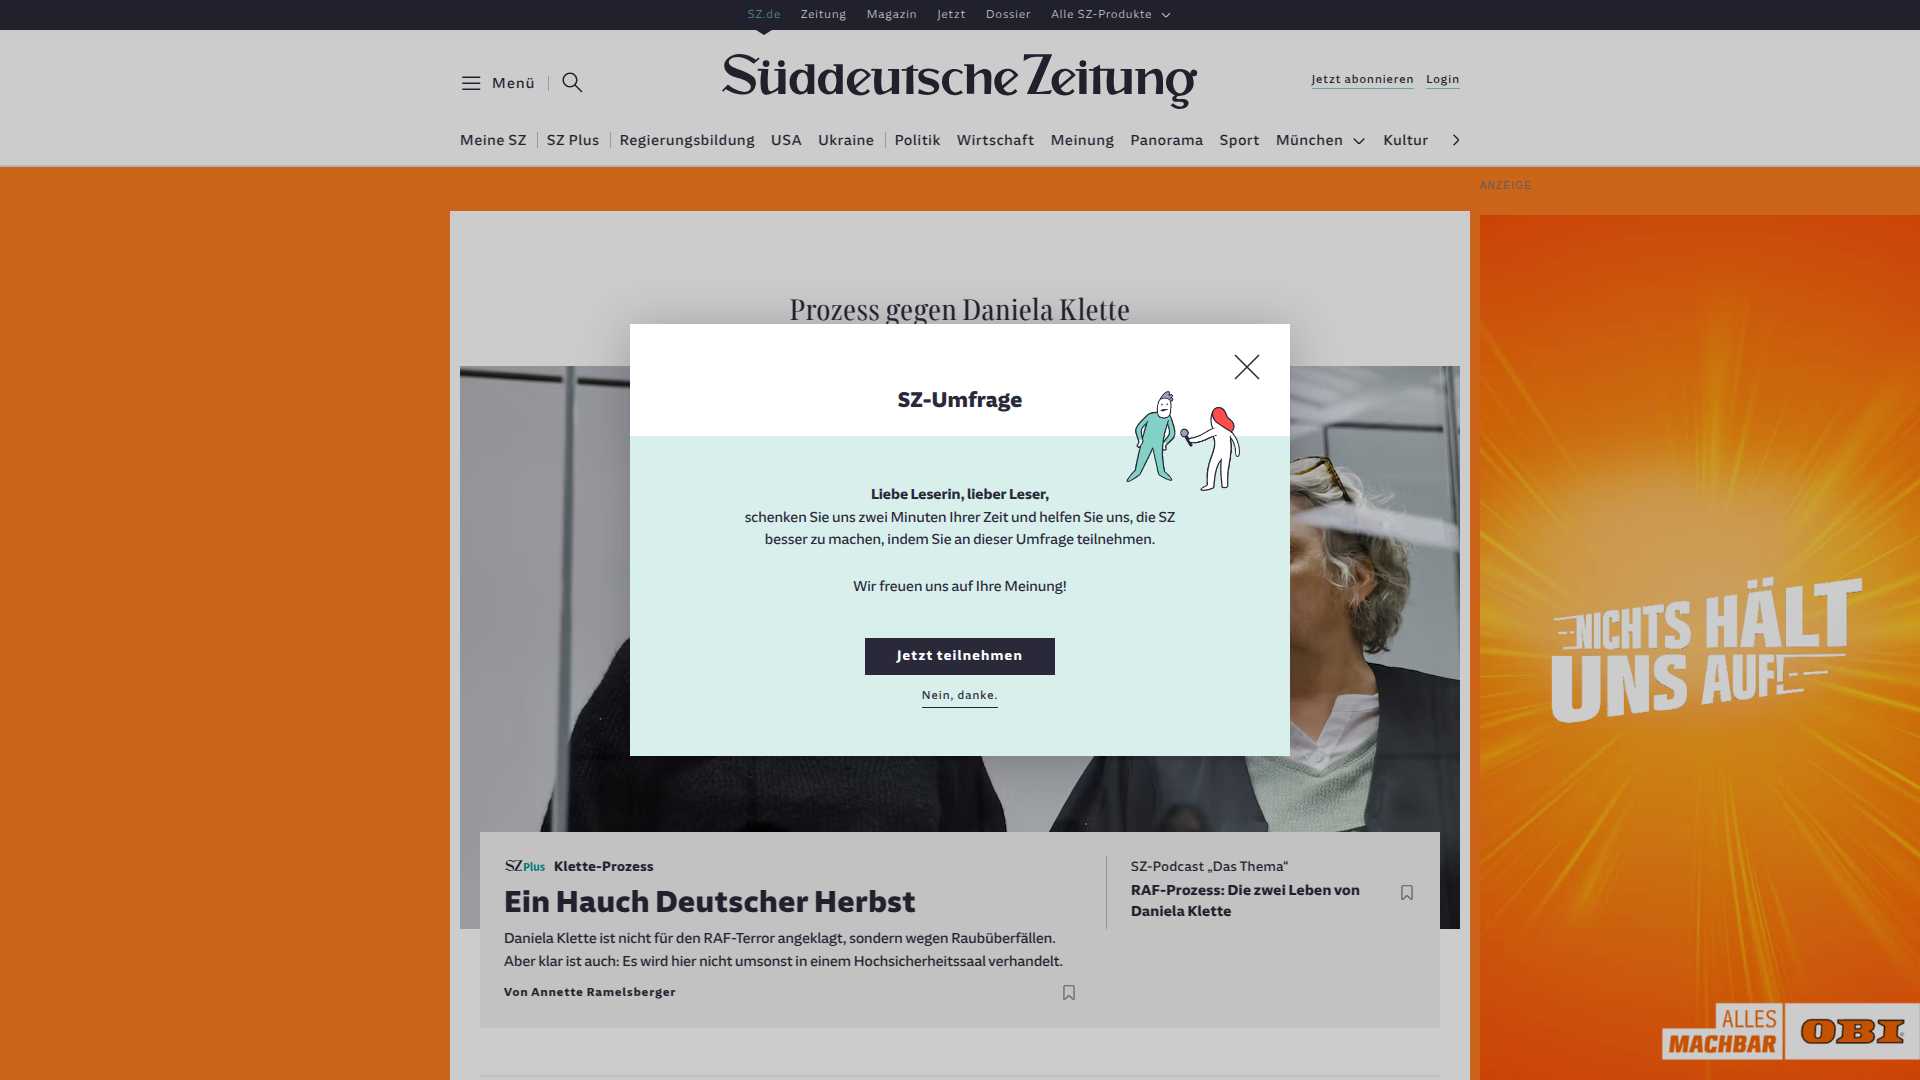 SZ.de Zeitung Magazin Jetzt Dossier Alle SZ-Produkte
Menü
Süddeutsche Zeitung
Jetzt abonnieren Login
Meine SZ SZ Plus Regierungsbildung USA Ukraine Politik Wirtschaft Meinung Panorama Sport München Kultur
ANZEIGE
Prozess gegen Daniela Klette
SZ-Umfrage
Liebe Leserin, lieber Leser,
schenken Sie uns zwei Minuten Ihrer Zeit und helfen Sie uns, die SZ
besser zu machen, indem Sie an dieser Umfrage teilnehmen.
Wir freuen uns auf Ihre Meinung!
Jetzt teilnehmen
Nein, danke.
NICHTS HÄLT
UNS AUF!
SZ Plus Klette-Prozess
Ein Hauch Deutscher Herbst
Daniela Klette ist nicht für den RAF-Terror angeklagt, sondern wegen Raubüberfällen.
Aber klar ist auch: Es wird hier nicht umsonst in einem Hochsicherheitssaal verhandelt.
Von Annette Ramelsberger
SZ-Podcast „Das Thema“
RAF-Prozess: Die zwei Leben von
Daniela Klette
ALLES
MACHBAR
OBI